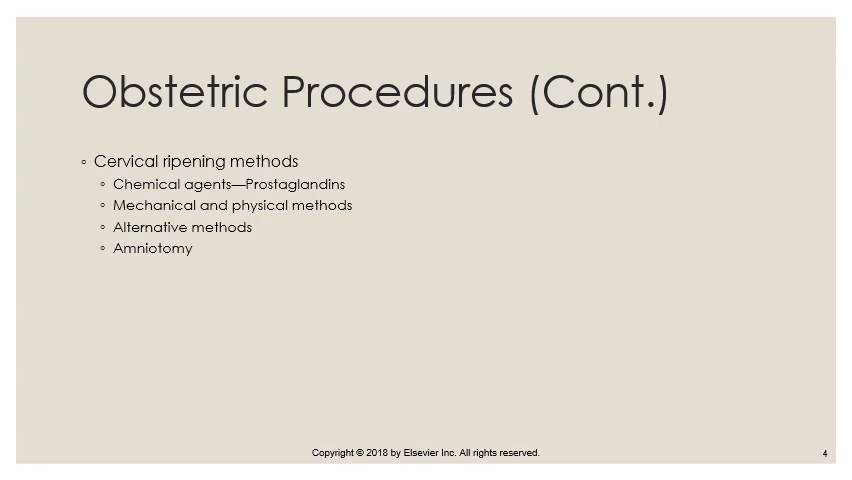 Obstetric Procedures (Cont.)
◦ Cervical ripening methods
◦ Chemical agents—Prostaglandins
◦ Mechanical and physical methods
◦ Alternative methods
◦ Amniotomy
Copyright © 2018 by Elsevier Inc. All rights reserved.
4